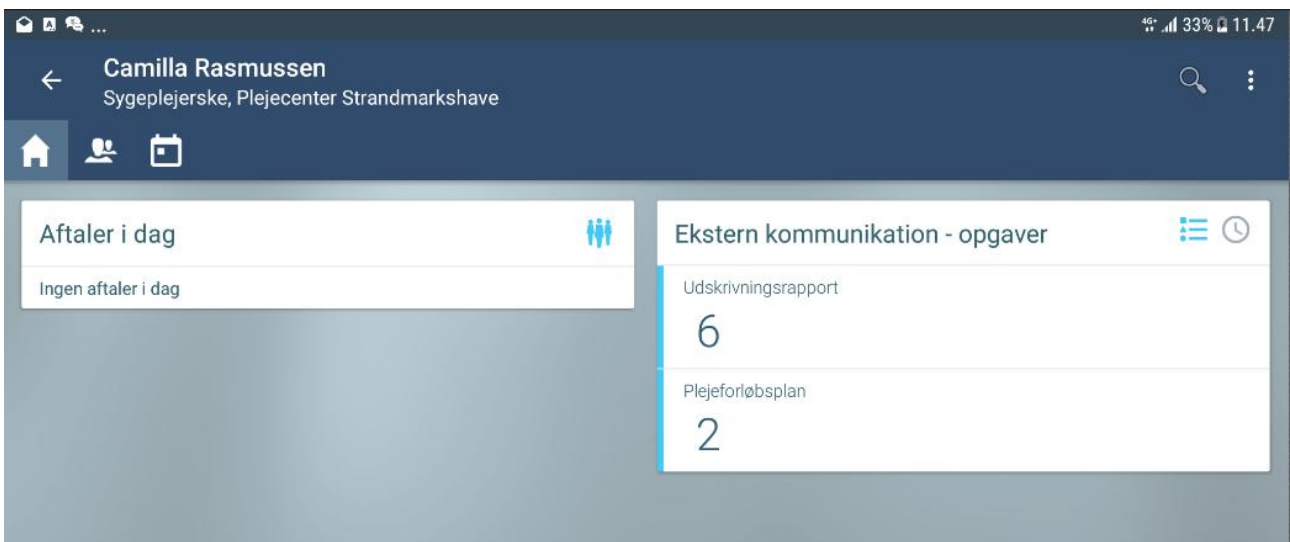 ...
4G+ 33% 11.47
Camilla Rasmussen
Sygeplejerske, Plejecenter Strandmarkshave
Aftaler i dag
Ingen aftaler i dag
Ekstern kommunikation - opgaver
Udskrivningsrapport
6
Plejeforløbsplan
2